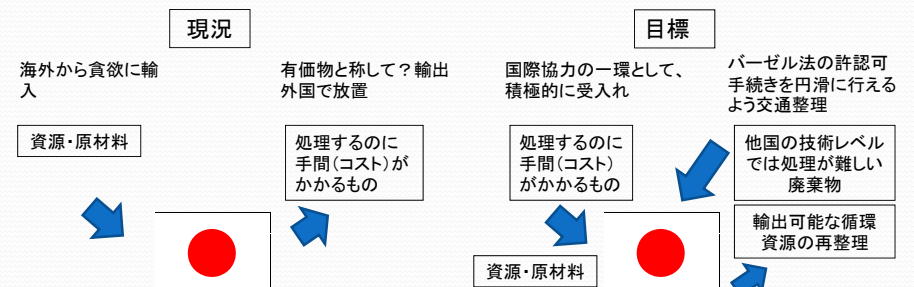 現況
海外から貪欲に輸
入
有価物と称して？輸出
外国で放置
資源・原材料
処理するのに
手間（コスト）が
かかるもの
目標
国際協力の一環として、
積極的に受入れ
バーゼル法の許認可
手続きを円滑に行える
よう交通整理
処理するのに
手間（コスト）
がかかるもの
他国の技術レベル
では処理が難しい
廃棄物
輸出可能な循環
資源の再整理
資源・原材料